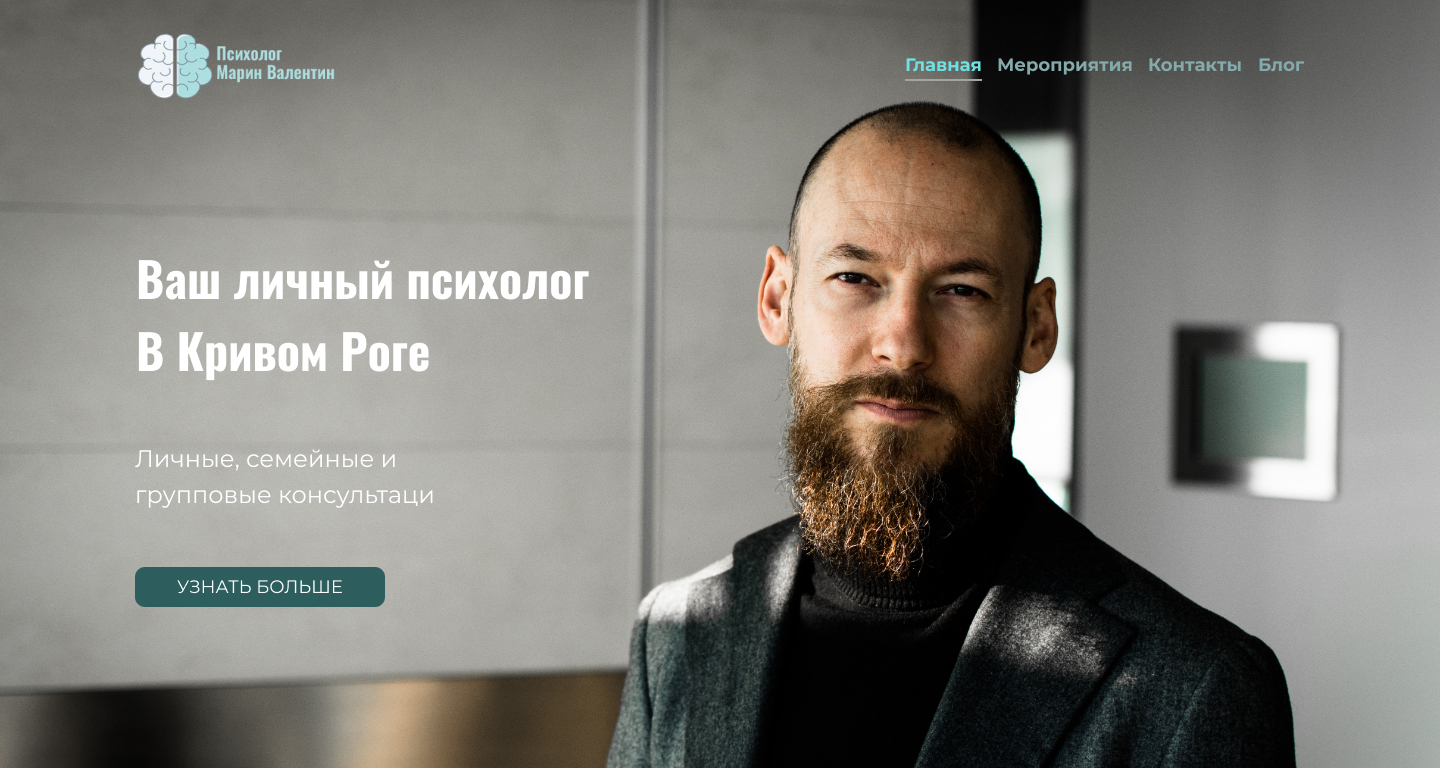 Психолог
Марин Валентин
Главная Мероприятия Контакты Блог
Ваш личный психолог
В Кривом Роге
Личные, семейные и
групповые консультаци
УЗНАТЬ БОЛЬШЕ